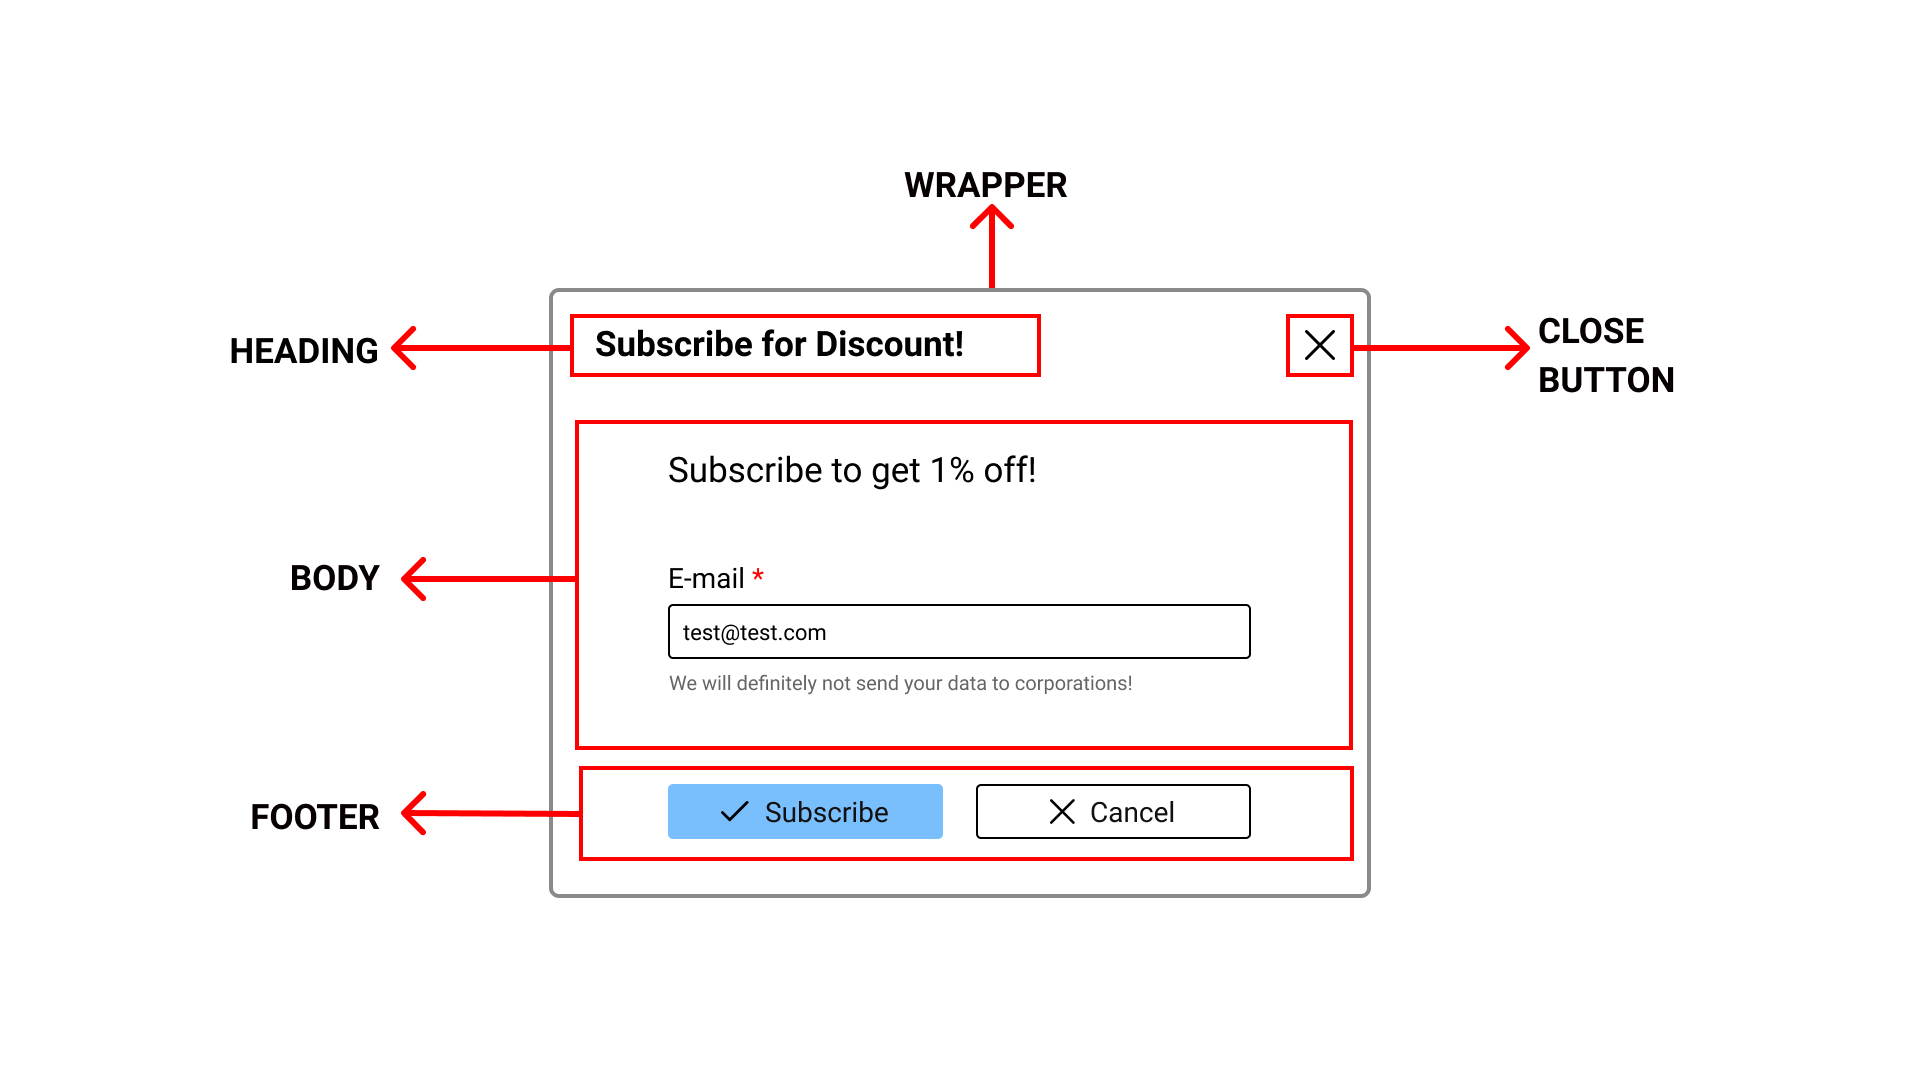 WRAPPER
HEADING
Subscribe for Discount!
CLOSE
BUTTON
Subscribe to get 1% off!
BODY
E-mail *
test@test.com
We will definitely not send your data to corporations!
FOOTER
Subscribe
Cancel